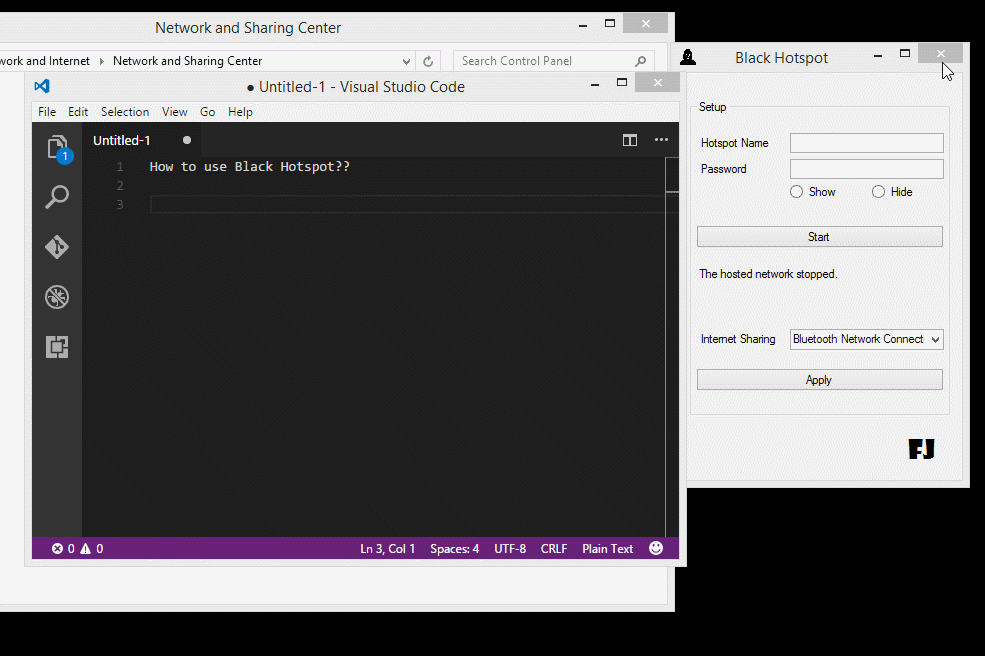 Network and Sharing Center
work and Internet
Network and Sharing Center
Search Control Panel
Untitled-1 - Visual Studio Code
File Edit Selection View Go Help
1
Untitled-1
1 How to use Black Hotspot??
2
3
0 0
Ln 3, Col 1 Spaces: 4 UTF-8 CRLF Plain Text
Black Hotspot
Setup
Hotspot Name
Password
Show Hide
Start
The hosted network stopped.
Internet Sharing Bluetooth Network Connect
Apply
FJ